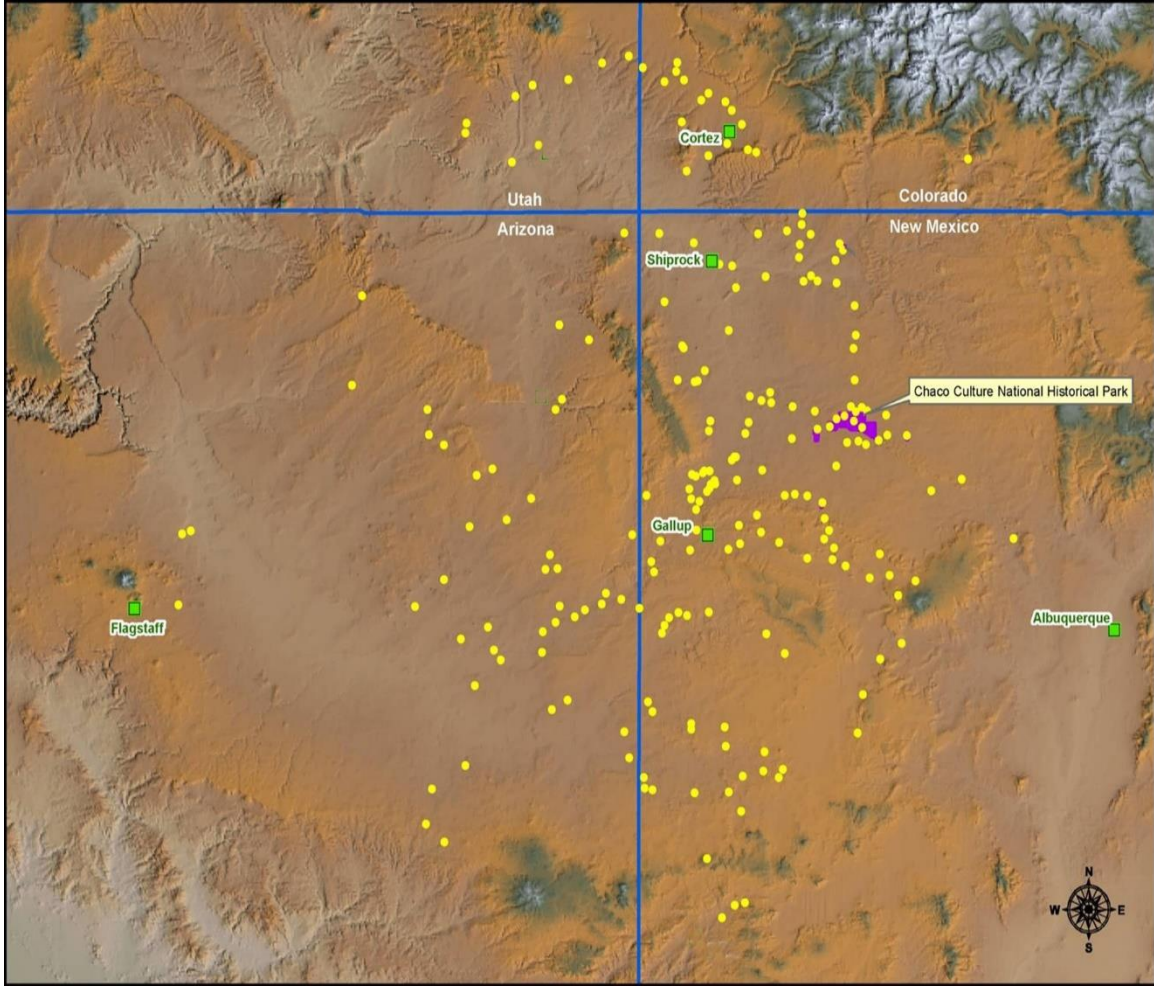 Cortez
Utah
Colorado
Arizona
New Mexico
Shiprock
Chaco Culture National Historical Park
Gallup
Flagstaff
Albuquerque
N
W
E
S